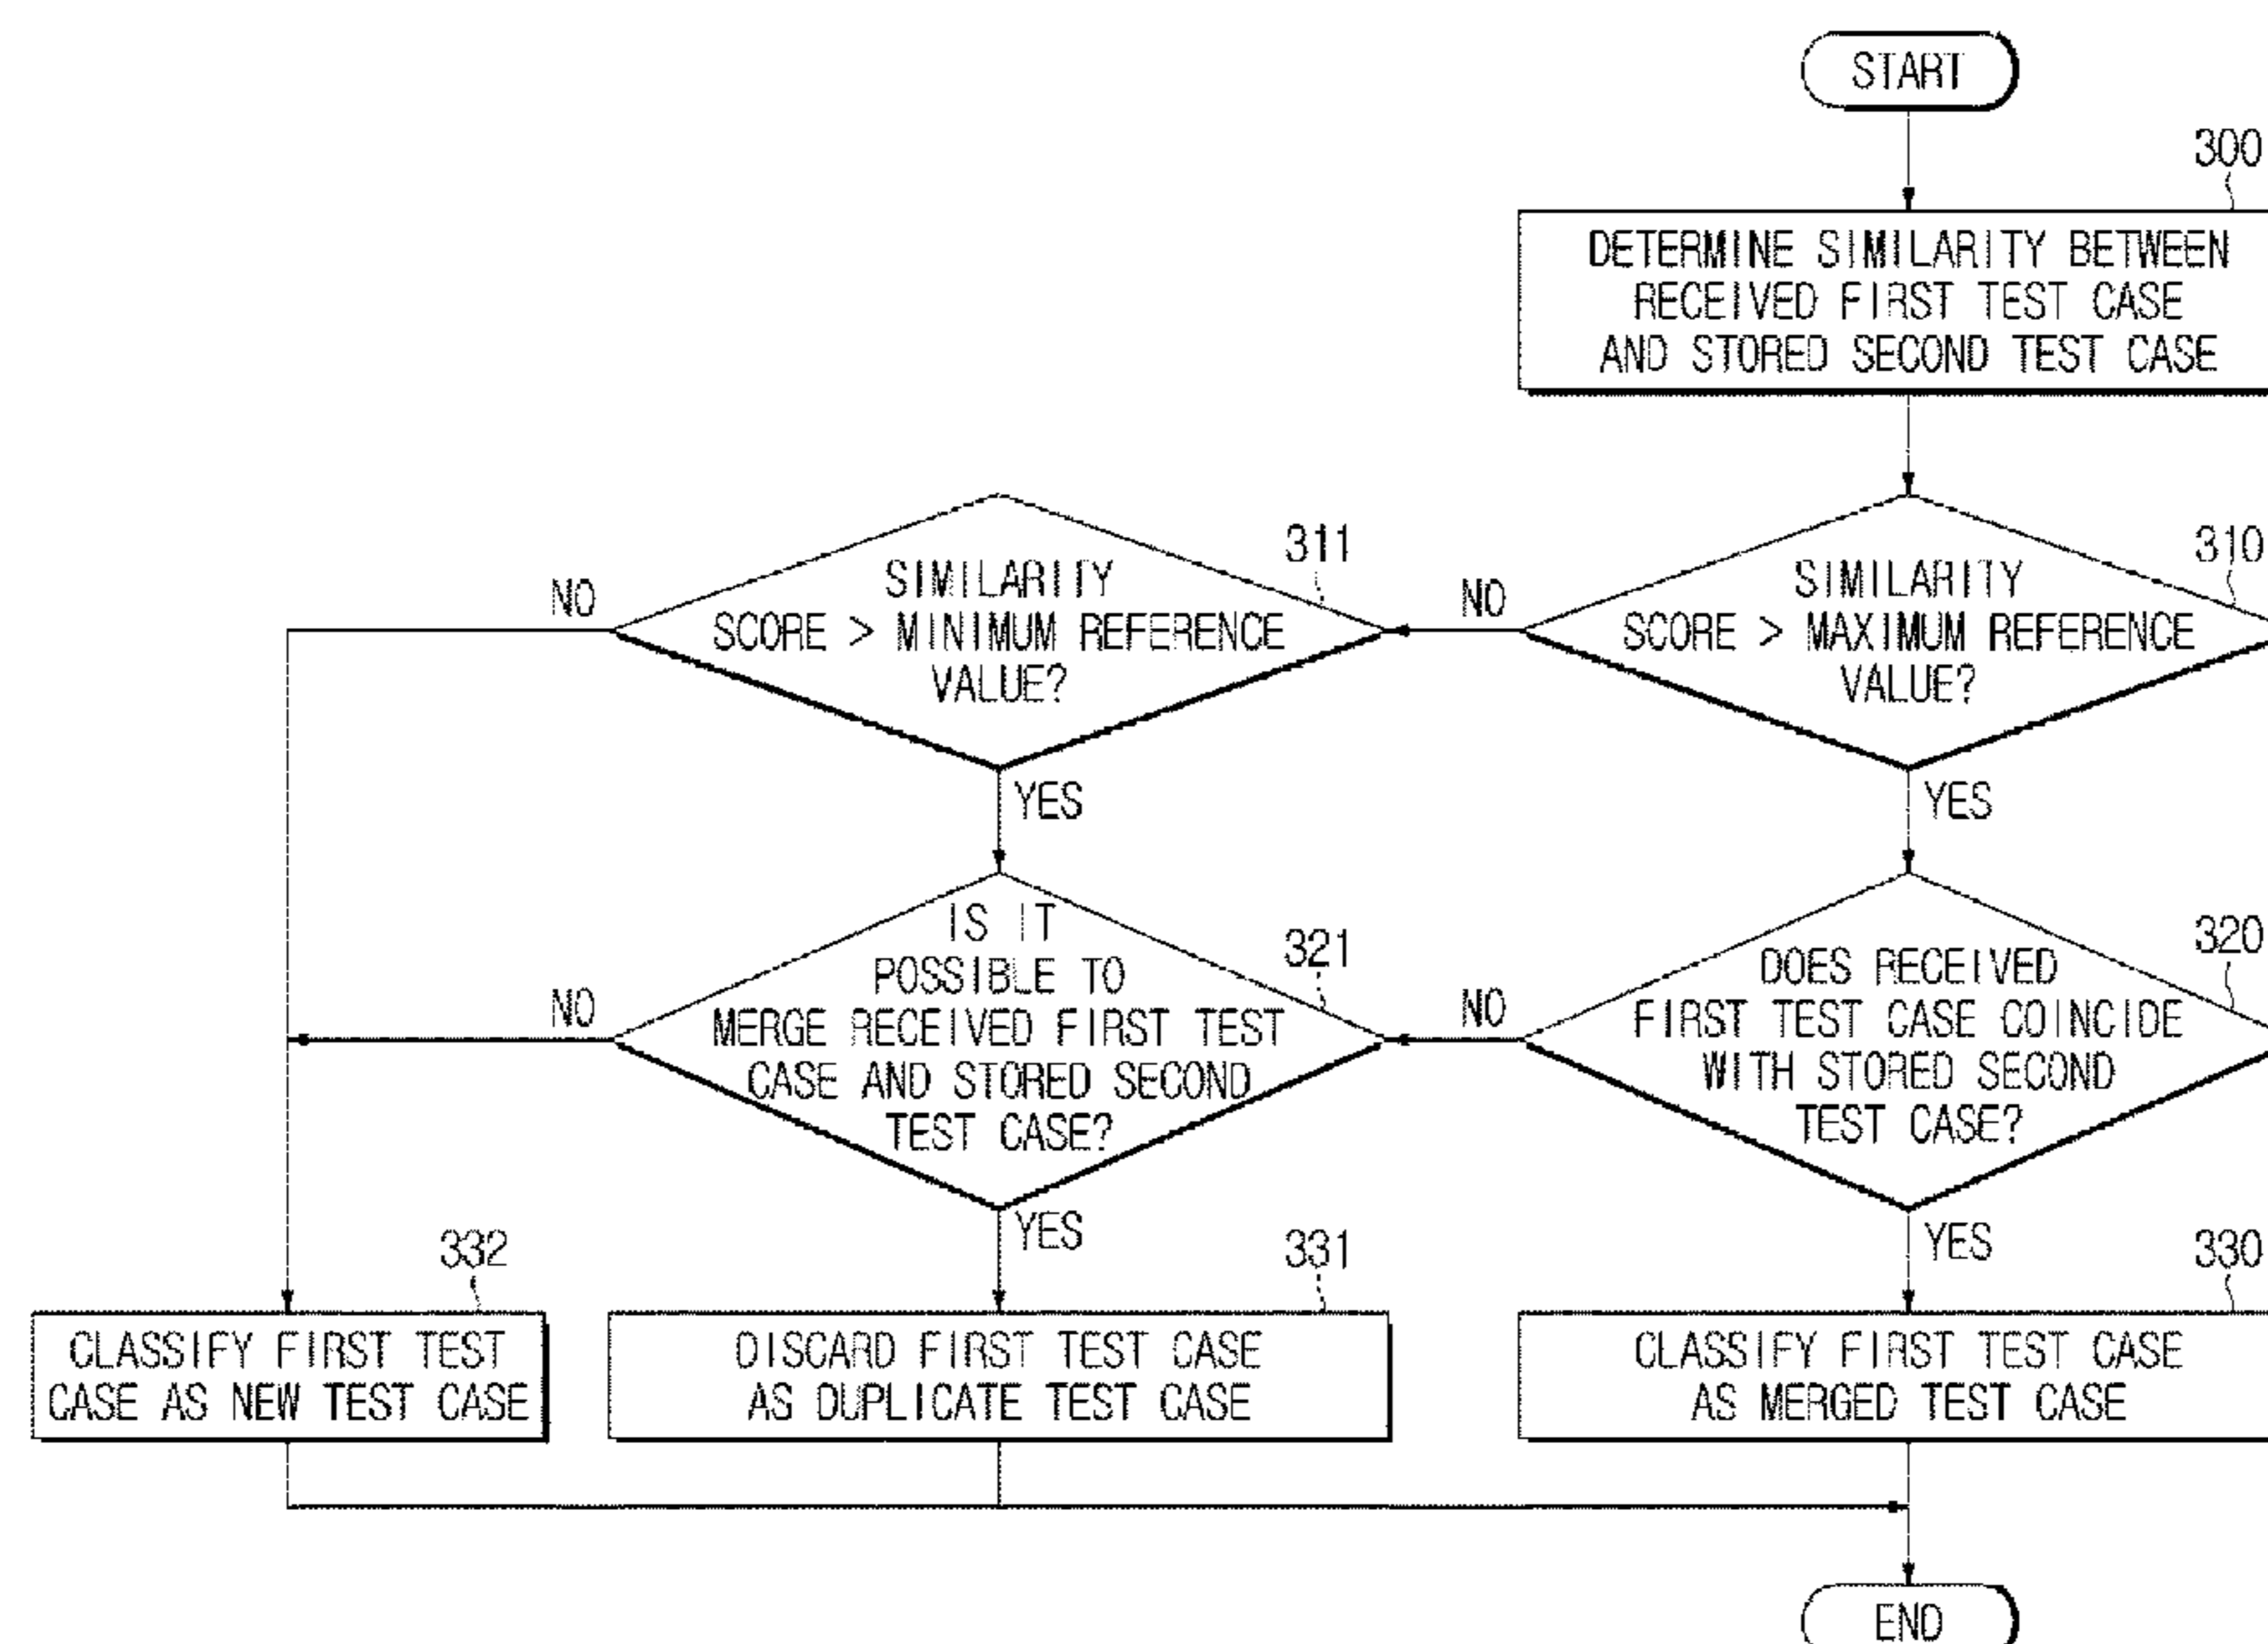 START
300
DETERMINE SIMILARITY BETWEEN
RECEIVED FIRST TEST CASE
AND STORED SECOND TEST CASE
311
NO
SIMILARITY
SCORE > MINIMUM REFERENCE
VALUE?
YES
310
NO
SIMILARITY
SCORE > MAXIMUM REFERENCE
VALUE?
YES
321
NO
IS IT
POSSIBLE TO
MERGE RECEIVED FIRST TEST
CASE AND STORED SECOND
TEST CASE?
YES
320
NO
DOES RECEIVED
FIRST TEST CASE COINCIDE
WITH STORED SECOND
TEST CASE?
YES
332
CLASSIFY FIRST TEST
CASE AS NEW TEST CASE
331
DISCARD FIRST TEST CASE
AS DUPLICATE TEST CASE
330
CLASSIFY FIRST TEST CASE
AS MERGED TEST CASE
END